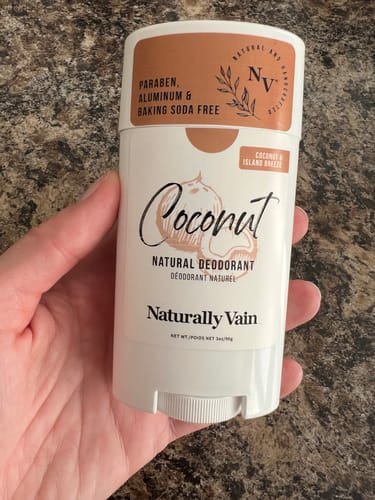 PARABEN,
ALUMINUM &
BAKING SODA FREE
NATURAL AND HANDCRAFTED
NV
COCONUT &
ISLAND BREEZE
Coconut
NATURAL DEODORANT
DÉODORANT NATUREL
Naturally Vain
NET WT./POIDS NET 3oz/90g